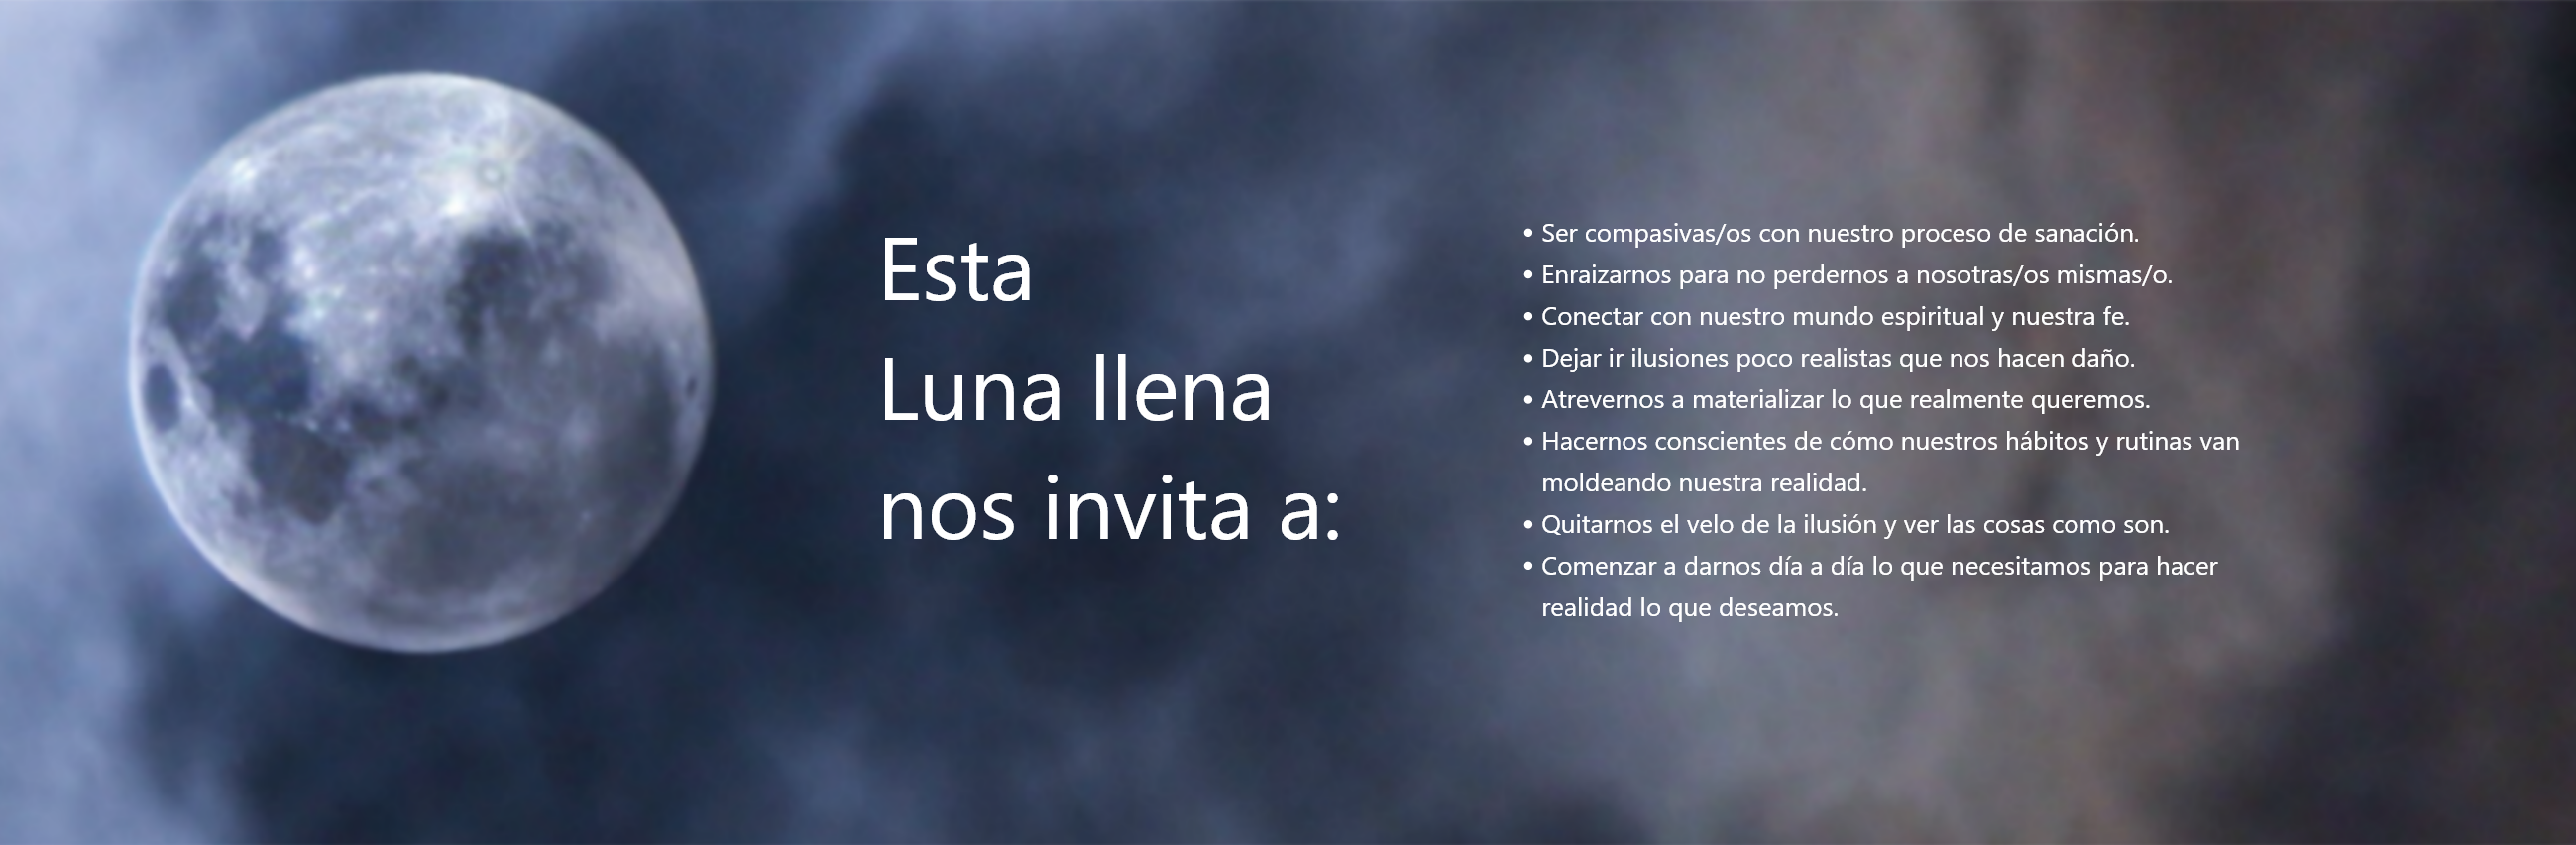 Esta
Luna llena
nos invita a:
• Ser compasivas/os con nuestro proceso de sanación.
• Enraizarnos para no perdernos a nosotras/os mismas/o.
• Conectar con nuestro mundo espiritual y nuestra fe.
• Dejar ir ilusiones poco realistas que nos hacen daño.
• Atrevernos a materializar lo que realmente queremos.
• Hacernos conscientes de cómo nuestros hábitos y rutinas van
moldeando nuestra realidad.
• Quitarnos el velo de la ilusión y ver las cosas como son.
• Comenzar a darnos día a día lo que necesitamos para hacer
realidad lo que deseamos.